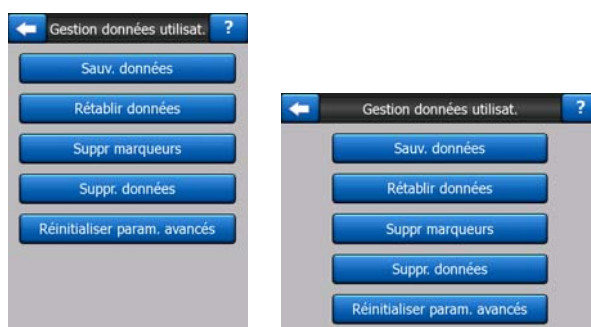 Gestion données utilisat. ?
Sauv. données
Rétablir données
Suppr marqueurs
Suppr. données
Réinitialiser param. avancés
Gestion données utilisat. ?
Sauv. données
Rétablir données
Suppr marqueurs
Suppr. données
Réinitialiser param. avancés